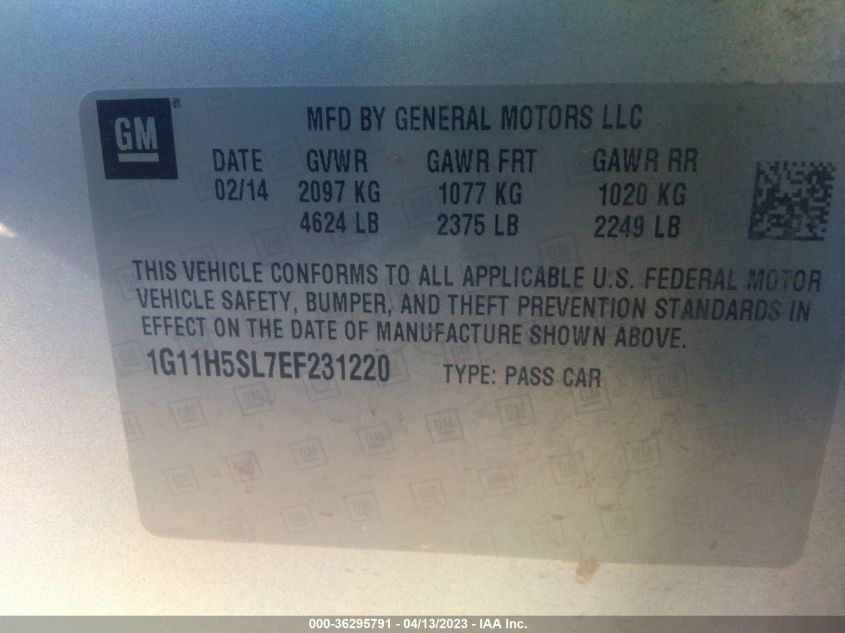 GM ®
MFD BY GENERAL MOTORS LLC
DATE GVWR GAWR FRT GAWR RR
02/14 2097 KG 1077 KG 1020 KG
4624 LB 2375 LB 2249 LB
THIS VEHICLE CONFORMS TO ALL APPLICABLE U.S. FEDERAL MOTOR
VEHICLE SAFETY, BUMPER, AND THEFT PREVENTION STANDARDS IN
EFFECT ON THE DATE OF MANUFACTURE SHOWN ABOVE.
1G11H5SL7EF231220 TYPE: PASS CAR
000-36295791 - 04/13/2023 - IAA Inc.